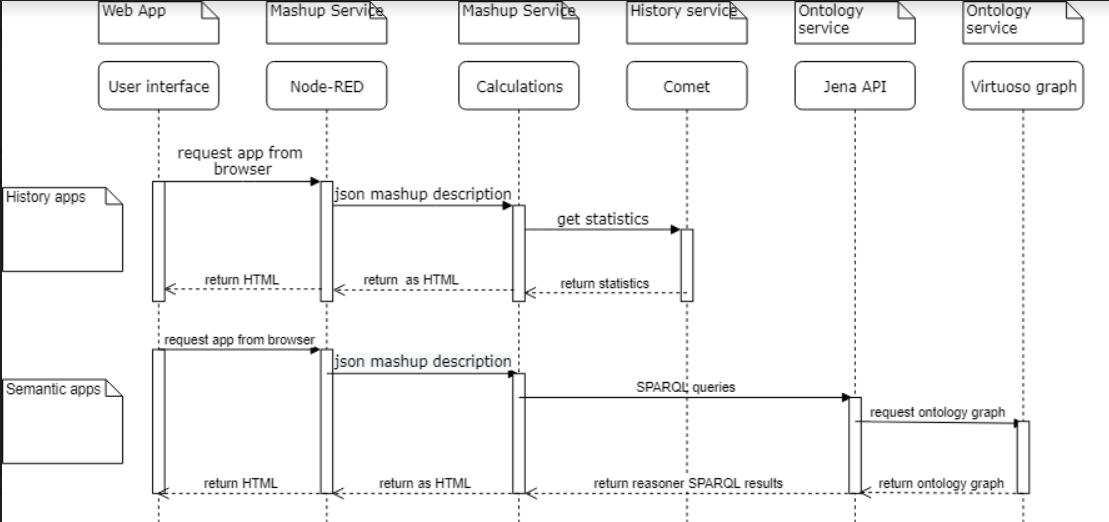 Web App
Mashup Service
Mashup Service
History service
Ontology
service
Ontology
service
User interface
Node-RED
Calculations
Comet
Jena API
Virtuoso graph
request app from
browser
History apps
json mashup description
get statistics
return HTML
return as HTML
return statistics
request app from browser
json mashup description
Semantic apps
SPARQL queries
request ontology graph
return HTML
return as HTML
return reasoner SPARQL results
return ontology graph